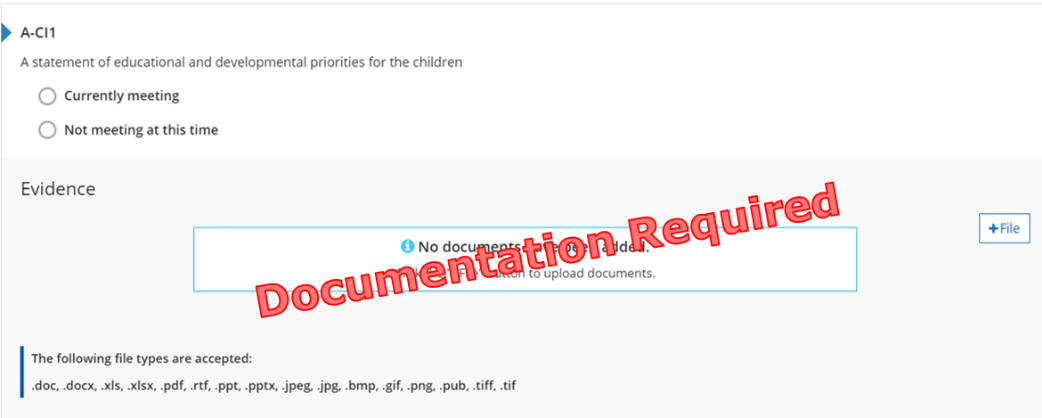 A-CI1
A statement of educational and developmental priorities for the children
Currently meeting
Not meeting at this time
Evidence
+File
No documents have been added.
to upload documents.
Documentation Required
The following file types are accepted:
.doc, .docx, .xls, .xlsx, .pdf, .rtf, .ppt, .pptx, .jpeg, .jpg, .bmp, .gif, .png, .pub, .tiff, .tif